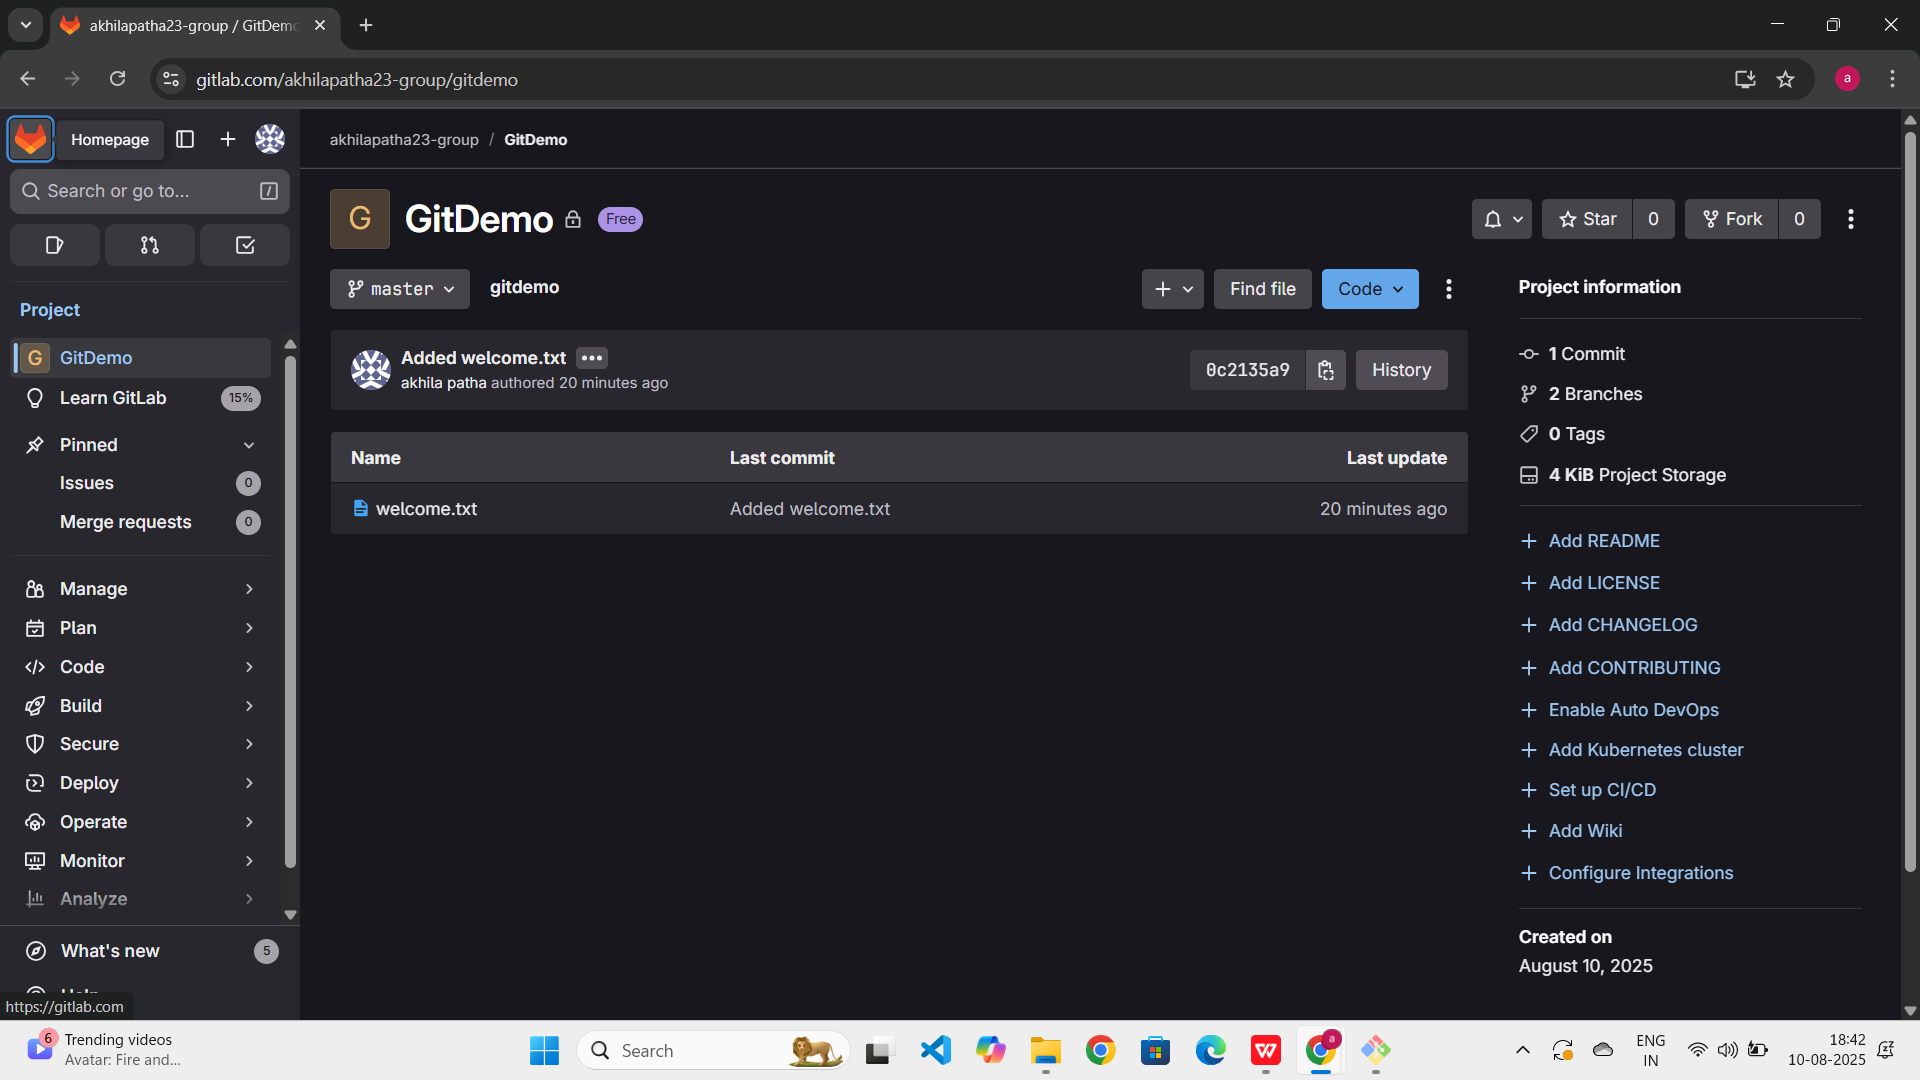 akhilapatha23-group / GitDemo
gitlab.com/akhilapatha23-group/gitdemo
a
Homepage
akhilapatha23-group / GitDemo
Search or go to...
/
G
GitDemo
Free
Star
0
Fork
0
master
gitdemo
Find file
Code
Project information
Project
G GitDemo
Learn GitLab
15%
Pinned
Issues
0
Merge requests
0
Manage
Plan
Code
Build
Secure
Deploy
Operate
Monitor
Analyze
What's new
5
https://gitlab.com
Added welcome.txt
akhila patha authored 20 minutes ago
0c2135a9
History
Name
Last commit
Last update
welcome.txt
Added welcome.txt
20 minutes ago
1 Commit
2 Branches
0 Tags
4 KiB Project Storage
Add README
Add LICENSE
Add CHANGELOG
Add CONTRIBUTING
Enable Auto DevOps
Add Kubernetes cluster
Set up CI/CD
Add Wiki
Configure Integrations
Created on
August 10, 2025
6
Trending videos
Avatar: Fire and...
Search
a
ENG
IN
18:42
10-08-2025